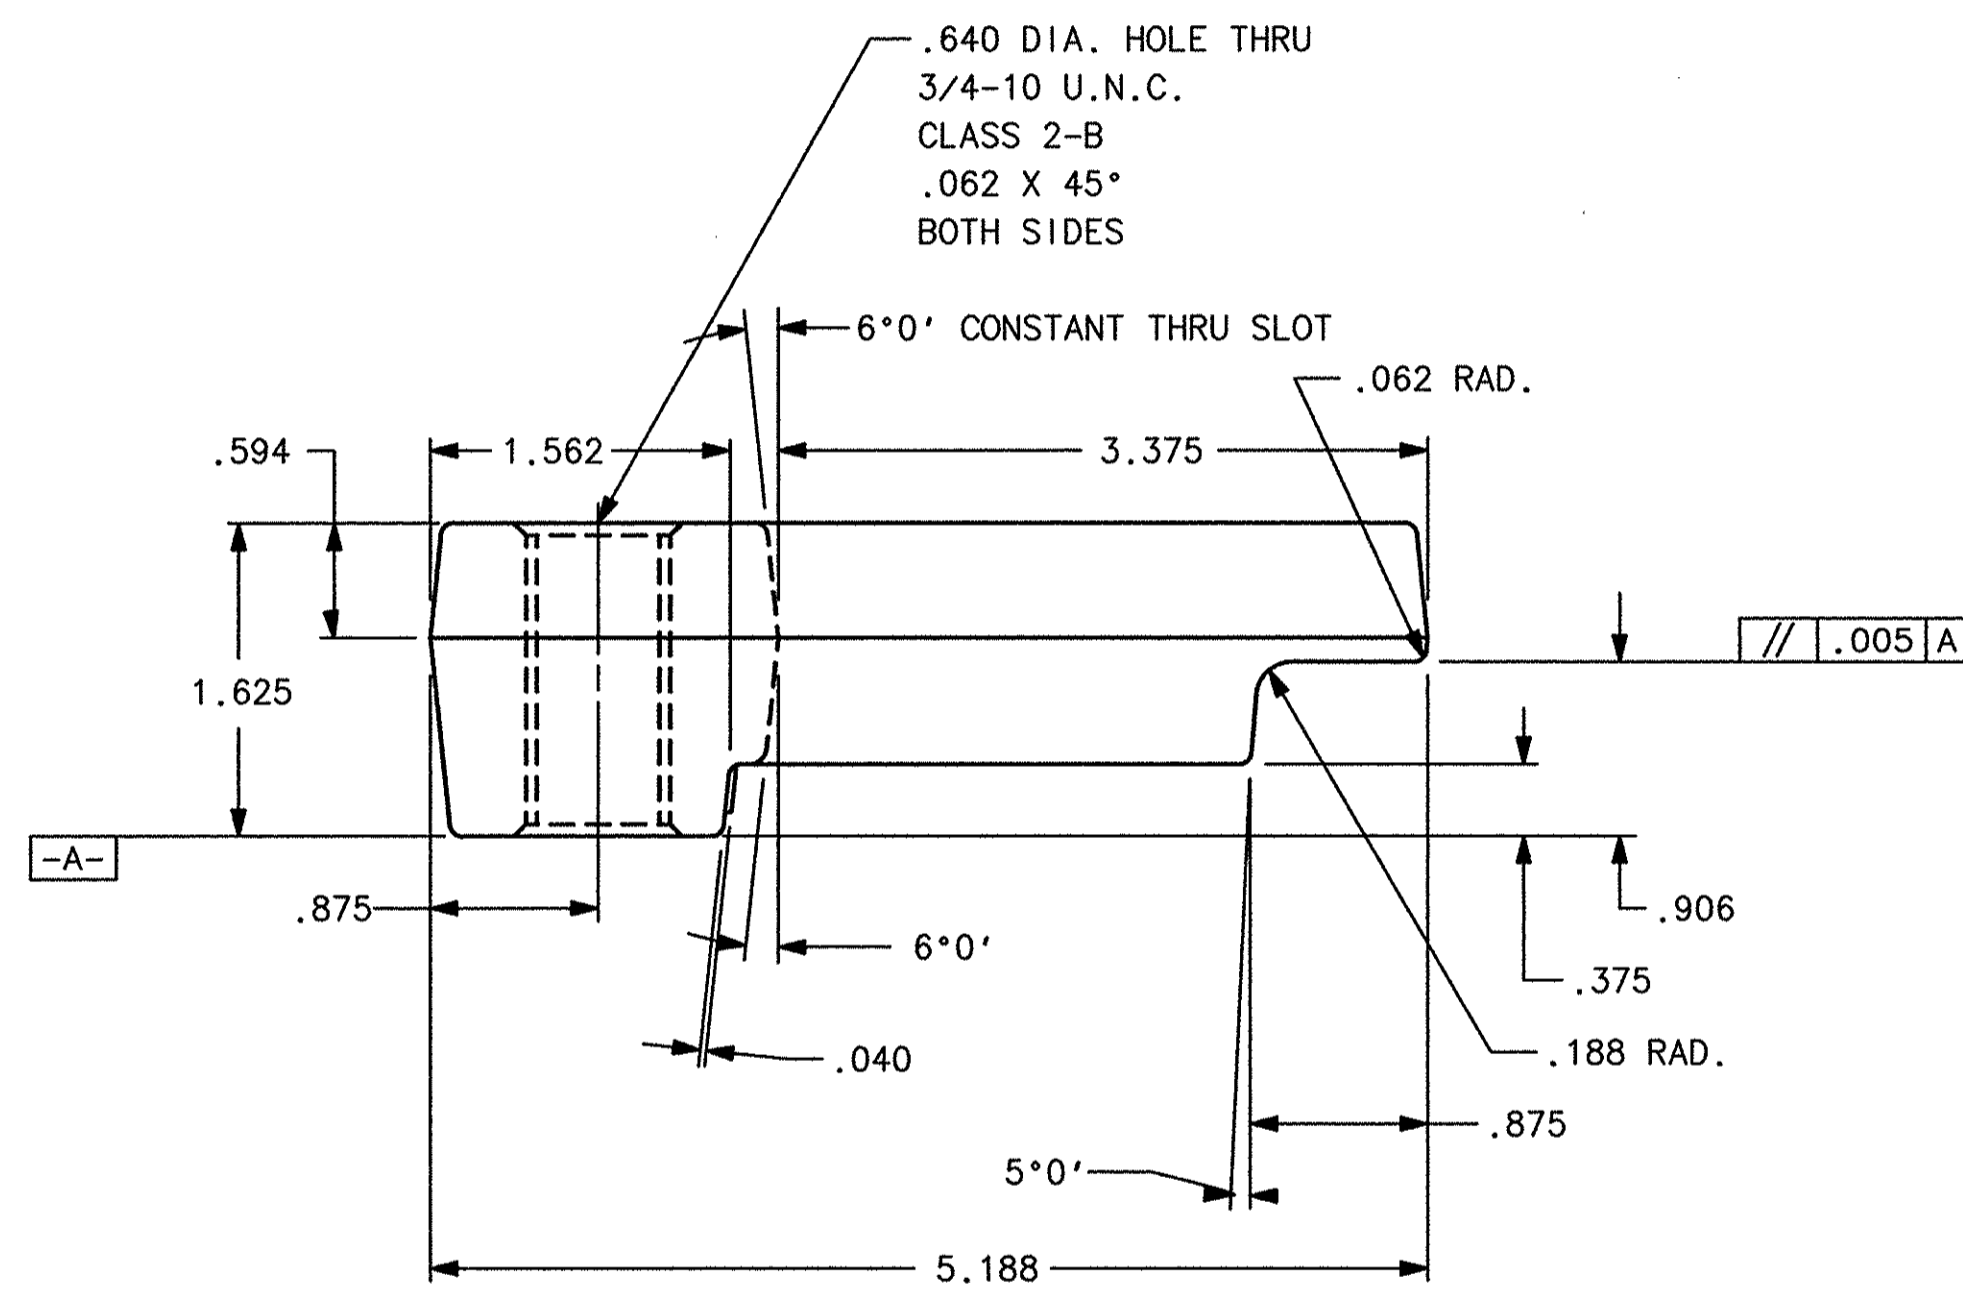 .640 DIA. HOLE THRU
3/4-10 U.N.C.
CLASS 2-B
.062 X 45°
BOTH SIDES
6°0' CONSTANT THRU SLOT
.062 RAD.
.594
1.562
3.375
// .005 A
1.625
-A-
.875
.906
6°0'
.375
.040
.188 RAD.
.875
5°0'
5.188